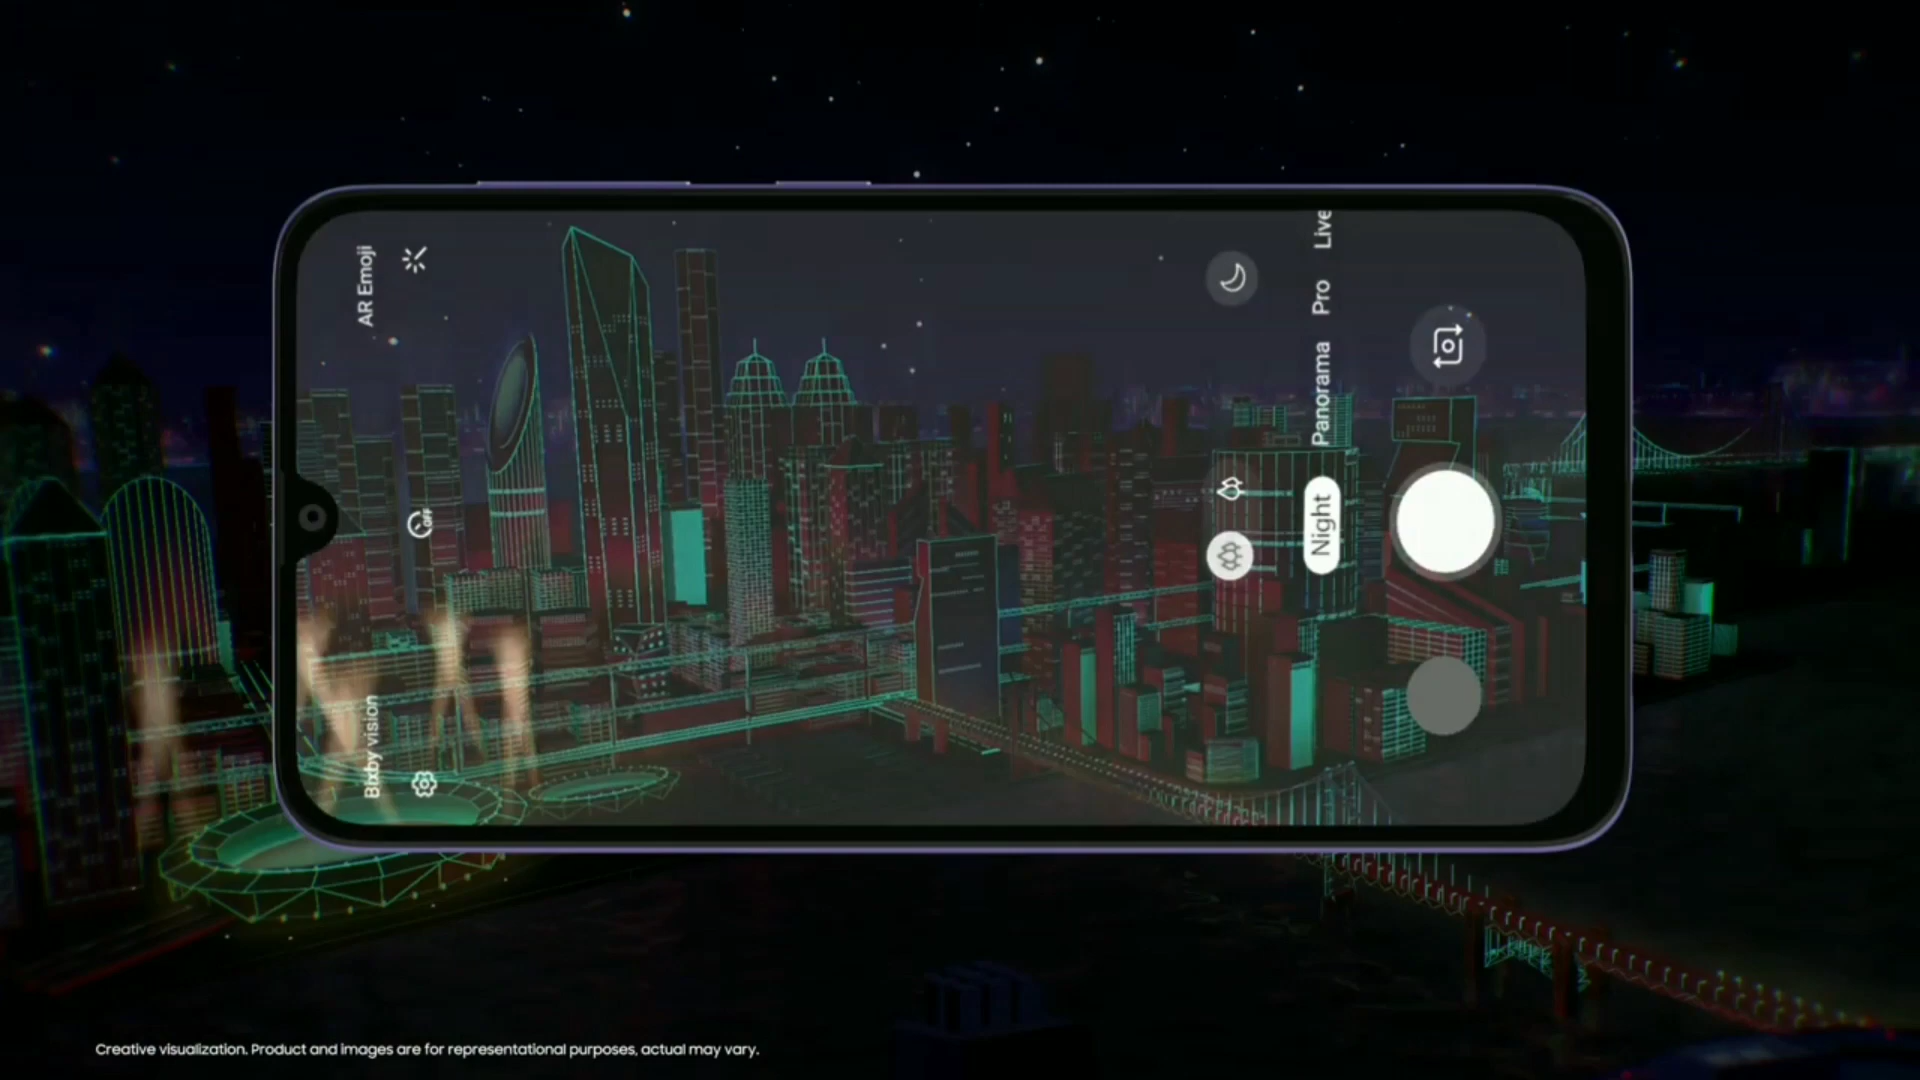 AR Emoji
OFF
Bixby vision
Live
Pro
Panorama
Night
Creative visualization. Product and images are for representational purposes, actual may vary.